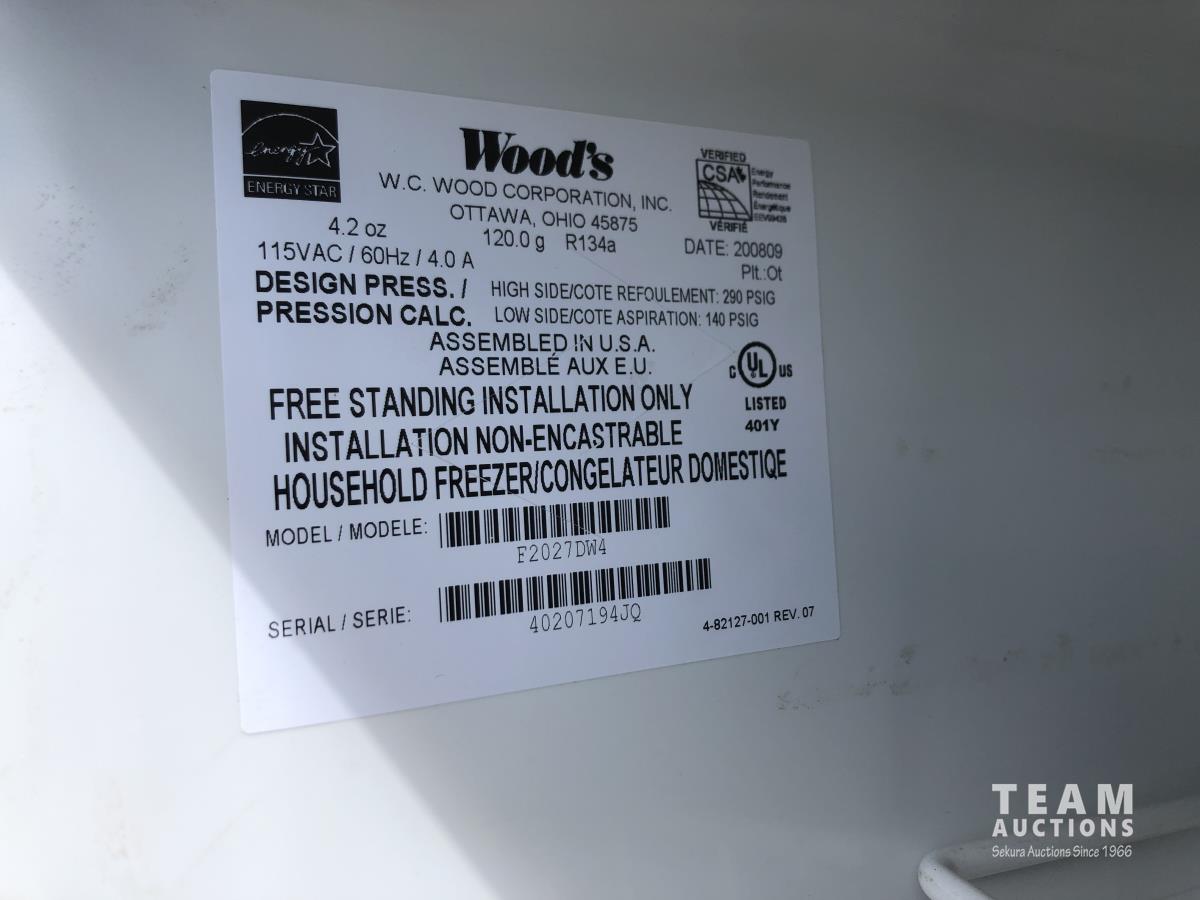 energy
ENERGY STAR
Wood's
W.C. WOOD CORPORATION, INC.
OTTAWA, OHIO 45875
4.2 oz 120.0 g R134a
115VAC / 60Hz / 4.0 A
VERIFIED
CSA
Energy
Performance
Rendement
Énergétique
VÉRIFIÉ
DATE: 200809
Plt.:Ot
DESIGN PRESS. / HIGH SIDE/COTE REFOULEMENT: 290 PSIG
PRESSION CALC. LOW SIDE/COTE ASPIRATION: 140 PSIG
ASSEMBLED IN U.S.A.
ASSEMBLÉ AUX E.U.
C UL US
LISTED
401Y
FREE STANDING INSTALLATION ONLY
INSTALLATION NON-ENCASTRABLE
HOUSEHOLD FREEZER/CONGELATEUR DOMESTIQE
MODEL / MODELE:
F2027DW4
SERIAL / SERIE:
40207194JQ
4-82127-001 REV. 07
TEAM
AUCTIONS
Sekura Auctions Since 1966